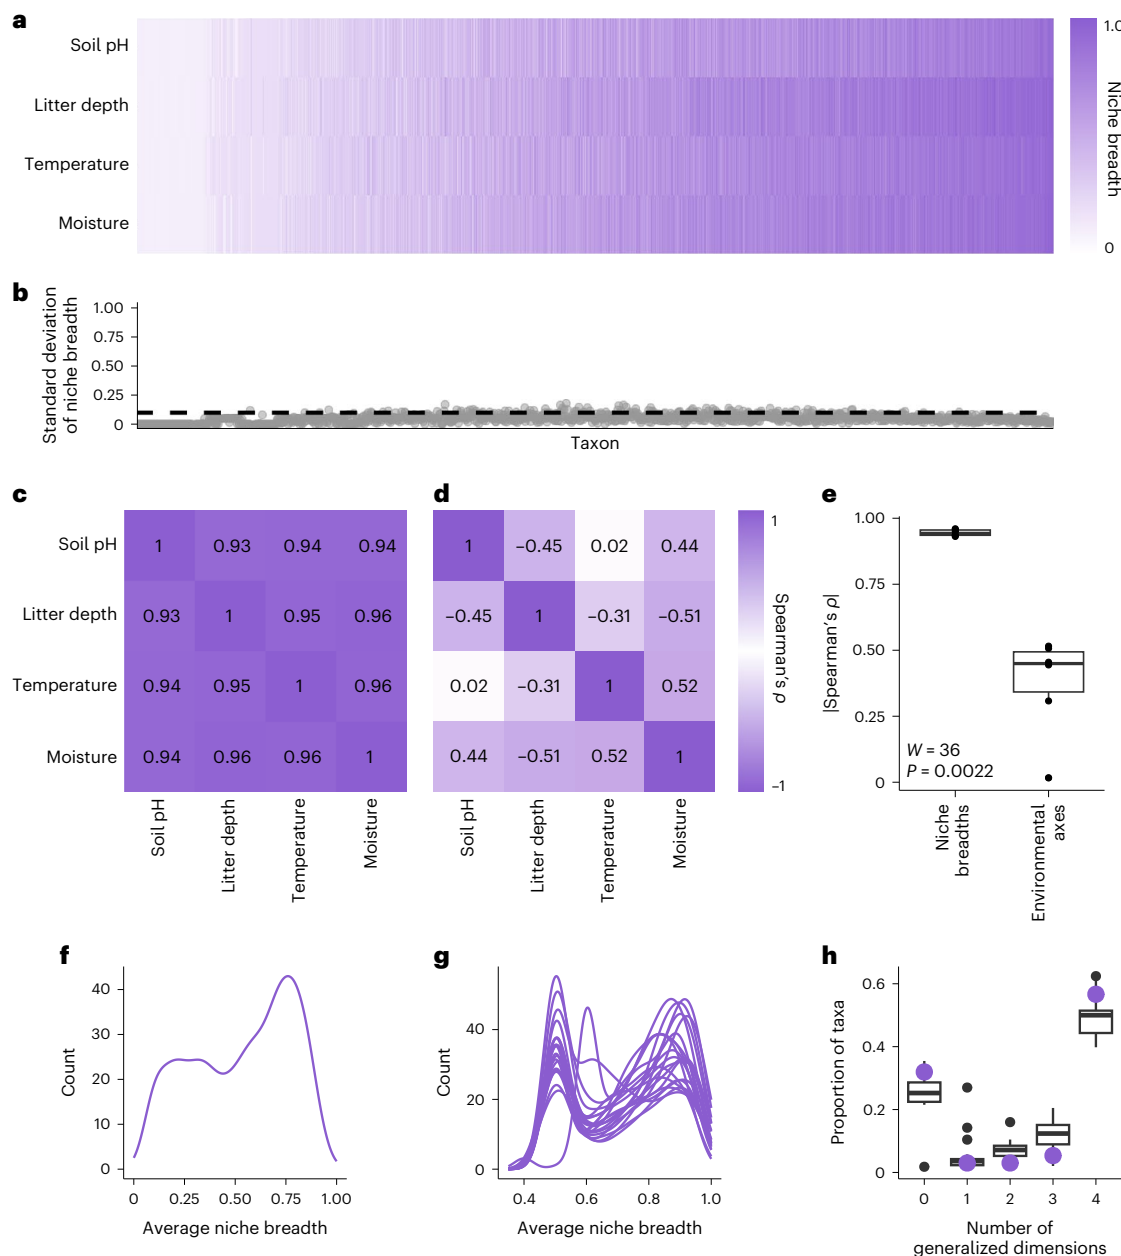 a
Soil pH
Litter depth
Temperature
Moisture
1.0
Niche breadth
0
b
Standard deviation
of niche breadth
1.00
0.75
0.50
0.25
0
Taxon
c
Soil pH
Litter depth
Temperature
Moisture
1 0.93 0.94 0.94
0.93 1 0.95 0.96
0.94 0.95 1 0.96
0.94 0.96 0.96 1
Soil pH
Litter depth
Temperature
Moisture
d
1 −0.45 0.02 0.44
−0.45 1 −0.31 −0.51
0.02 −0.31 1 0.52
0.44 −0.51 0.52 1
Soil pH
Litter depth
Temperature
Moisture
1
Spearman's ρ
−1
e
|Spearman's ρ|
1.00
0.75
0.50
0.25
0
W = 36
P = 0.0022
Niche
breadths
Environmental
axes
f
Count
40
30
20
10
0
0 0.25 0.50 0.75 1.00
Average niche breadth
g
Count
40
20
0
0.4 0.6 0.8 1.0
Average niche breadth
h
Proportion of taxa
0.6
0.4
0.2
0
0 1 2 3 4
Number of
generalized dimensions